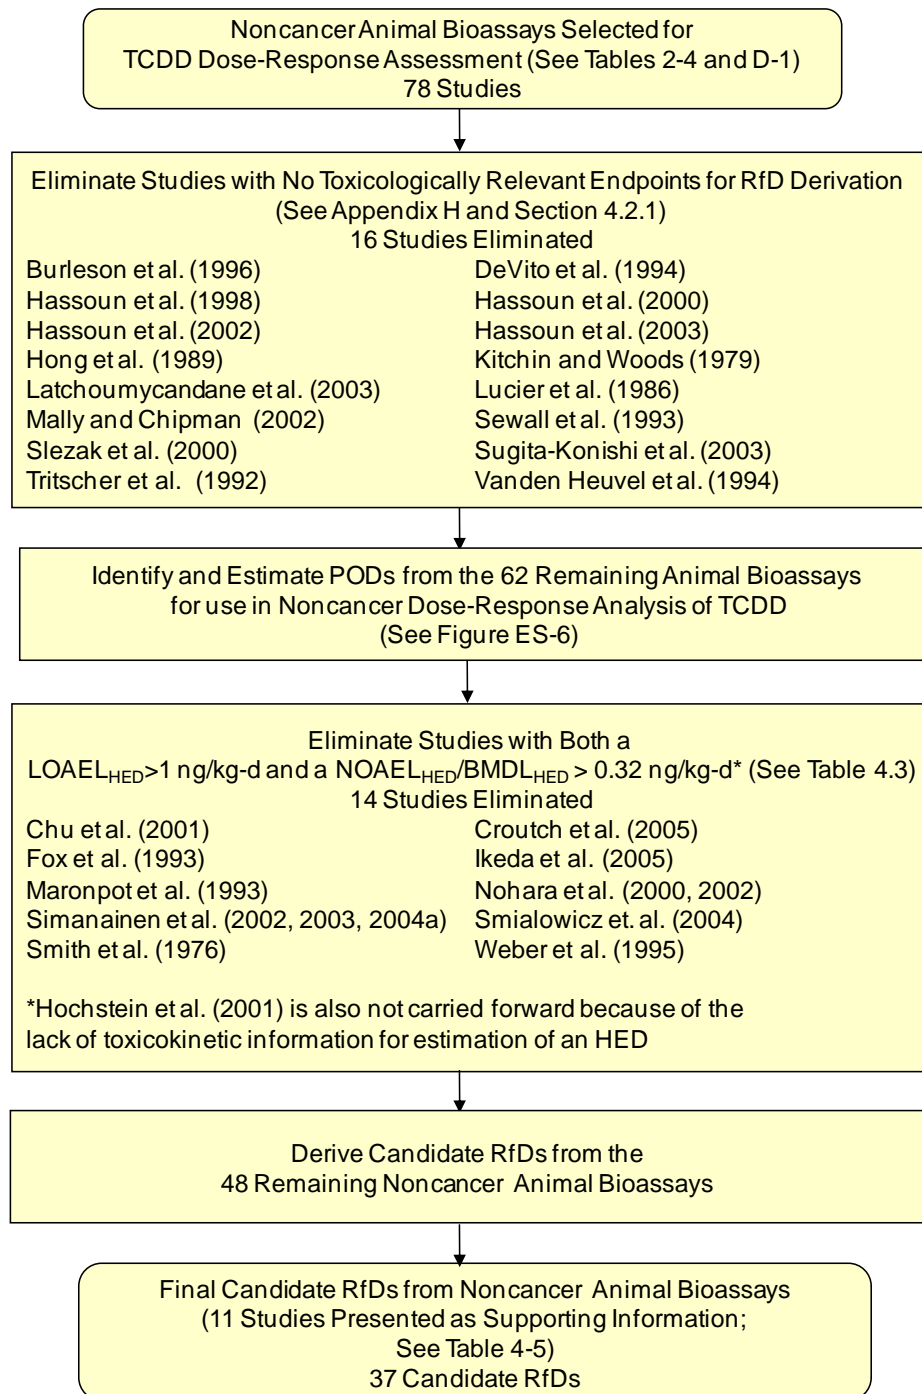 Noncancer Animal Bioassays Selected for
TCDD Dose-Response Assessment (See Tables 2-4 and D-1)
78 Studies
Eliminate Studies with No Toxicologically Relevant Endpoints for RfD Derivation
(See Appendix H and Section 4.2.1)
16 Studies Eliminated
Burleson et al. (1996) DeVito et al. (1994)
Hassoun et al. (1998) Hassoun et al. (2000)
Hassoun et al. (2002) Hassoun et al. (2003)
Hong et al. (1989) Kitchin and Woods (1979)
Latchoumycandane et al. (2003) Lucier et al. (1986)
Mally and Chipman (2002) Sewall et al. (1993)
Slezak et al. (2000) Sugita-Konishi et al. (2003)
Tritscher et al. (1992) Vanden Heuvel et al. (1994)
Identify and Estimate PODs from the 62 Remaining Animal Bioassays
for use in Noncancer Dose-Response Analysis of TCDD
(See Figure ES-6)
Eliminate Studies with Both a
LOAELHED>1 ng/kg-d and a NOAELHED/BMDLHED > 0.32 ng/kg-d* (See Table 4.3)
14 Studies Eliminated
Chu et al. (2001) Croutch et al. (2005)
Fox et al. (1993) Ikeda et al. (2005)
Maronpot et al. (1993) Nohara et al. (2000, 2002)
Simanainen et al. (2002, 2003, 2004a) Smialowicz et. al. (2004)
Smith et al. (1976) Weber et al. (1995)
*Hochstein et al. (2001) is also not carried forward because of the
lack of toxicokinetic information for estimation of an HED
Derive Candidate RfDs from the
48 Remaining Noncancer Animal Bioassays
Final Candidate RfDs from Noncancer Animal Bioassays
(11 Studies Presented as Supporting Information;
See Table 4-5)
37 Candidate RfDs